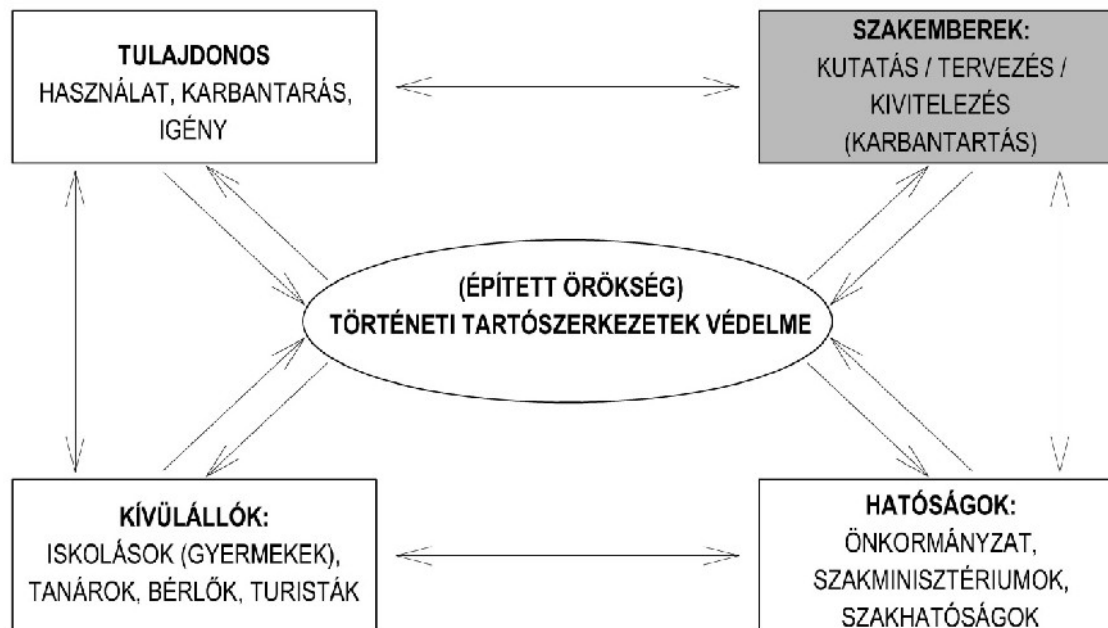 TULAJDONOS
HASZNÁLAT, KARBANTARÁS,
IGÉNY
SZAKEMBEREK:
KUTATÁS / TERVEZÉS /
KIVITELEZÉS
(KARBANTARTÁS)
(ÉPÍTETT ÖRÖKSÉG)
TÖRTÉNETI TARTÓSZERKEZETEK VÉDELME
KÍVÜLÁLLÓK:
ISKOLÁSOK (GYERMEKEK),
TANÁROK, BÉRLŐK, TURISTÁK
HATÓSÁGOK:
ÖNKORMÁNYZAT,
SZAKMINISZTÉRIUMOK,
SZAKHATÓSÁGOK